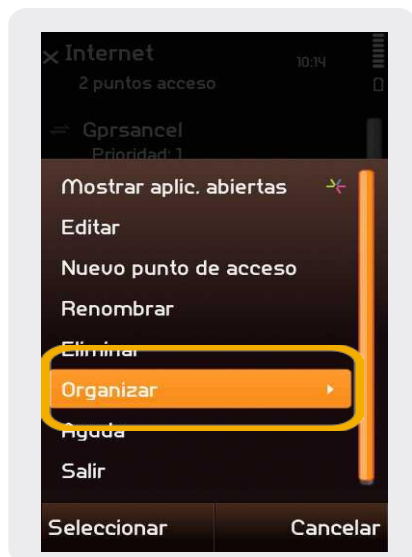 Internet
10:14
2 puntos acceso
Gprsancel
Prioridad: 1
Mostrar aplic. abiertas
Editar
Nuevo punto de acceso
Renombrar
Eliminar
Organizar
Ayuda
Salir
Seleccionar Cancelar